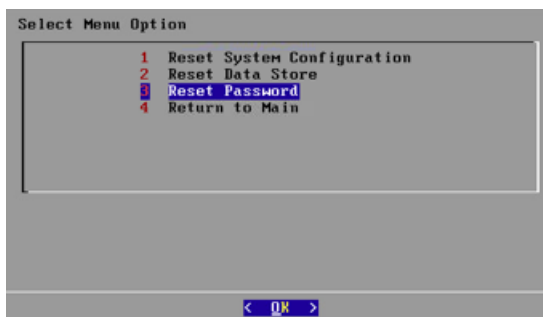 Select Menu Option
1 Reset System Configuration
2 Reset Data Store
3 Reset Password
4 Return to Main
< OK >